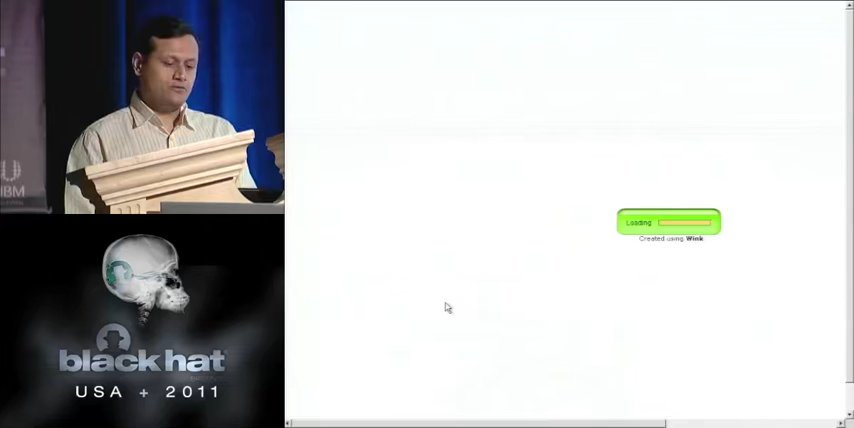 IBM
Loading
Created using Wink
black hat
USA + 2011